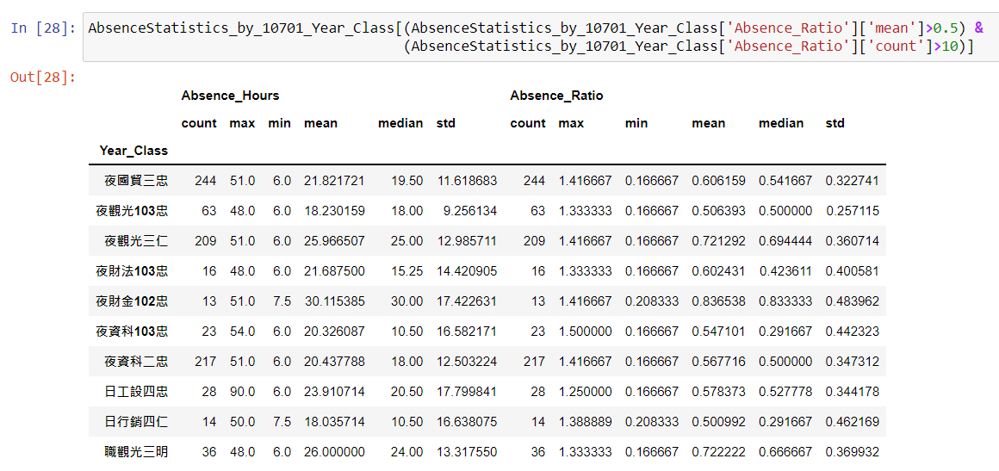 In [28]: AbsenceStatistics_by_10701_Year_Class[(AbsenceStatistics_by_10701_Year_Class['Absence_Ratio']['mean']>0.5) &
(AbsenceStatistics_by_10701_Year_Class['Absence_Ratio']['count']>10)]
Out[28]:
Absence_Hours Absence_Ratio
count max min mean median std count max min mean median std
Year_Class
夜國貿三忠 244 51.0 6.0 21.821721 19.50 11.618683 244 1.416667 0.166667 0.606159 0.541667 0.322741
夜觀光103忠 63 48.0 6.0 18.230159 18.00 9.256134 63 1.333333 0.166667 0.506393 0.500000 0.257115
夜觀光三仁 209 51.0 6.0 25.966507 25.00 12.985711 209 1.416667 0.166667 0.721292 0.694444 0.360714
夜財法103忠 16 48.0 6.0 21.687500 15.25 14.420905 16 1.333333 0.166667 0.602431 0.423611 0.400581
夜財金102忠 13 51.0 7.5 30.115385 30.00 17.422631 13 1.416667 0.208333 0.836538 0.833333 0.483962
夜資科103忠 23 54.0 6.0 20.326087 10.50 16.582171 23 1.500000 0.166667 0.547101 0.291667 0.442323
夜資科二忠 217 51.0 6.0 20.437788 18.00 12.503224 217 1.416667 0.166667 0.567716 0.500000 0.347312
日工設四忠 28 90.0 6.0 23.910714 20.50 17.799841 28 1.250000 0.166667 0.578373 0.527778 0.344178
日行銷四仁 14 50.0 7.5 18.035714 10.50 16.638075 14 1.388889 0.208333 0.500992 0.291667 0.462169
職觀光三明 36 48.0 6.0 26.000000 24.00 13.317550 36 1.333333 0.166667 0.722222 0.666667 0.369932